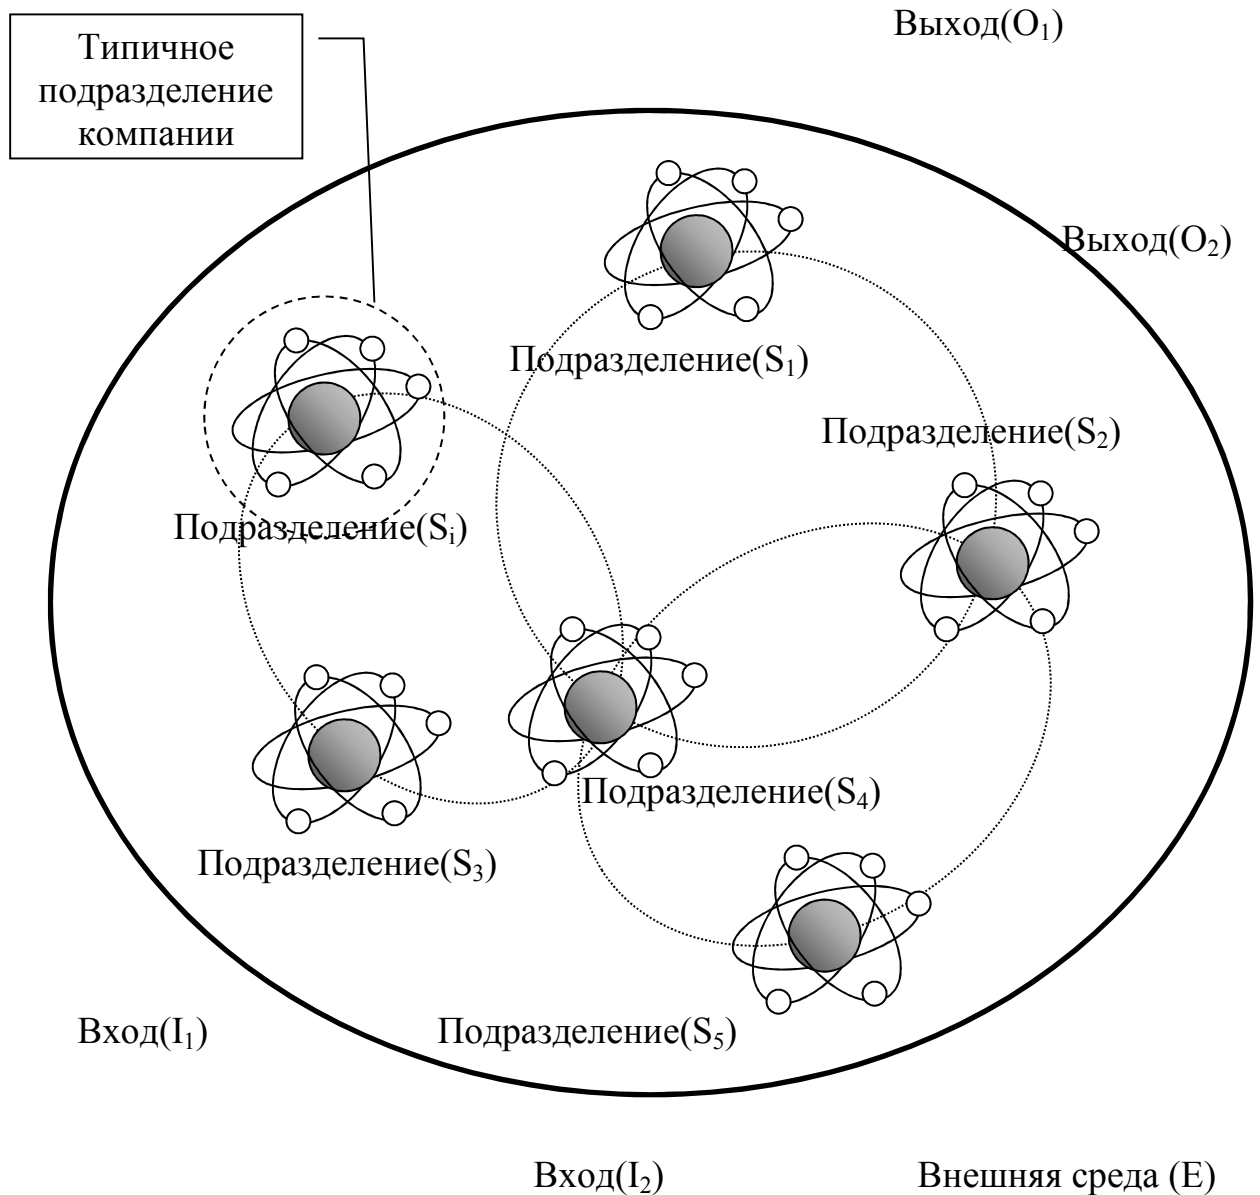 Выход(O₁)
Типичное
подразделение
компании
Выход(O₂)
Подразделение(S₁)
Подразделение(S₂)
Подразделение(Sᵢ)
Подразделение(S₄)
Подразделение(S₃)
Вход(I₁)
Подразделение(S₅)
Вход(I₂)
Внешняя среда (E)